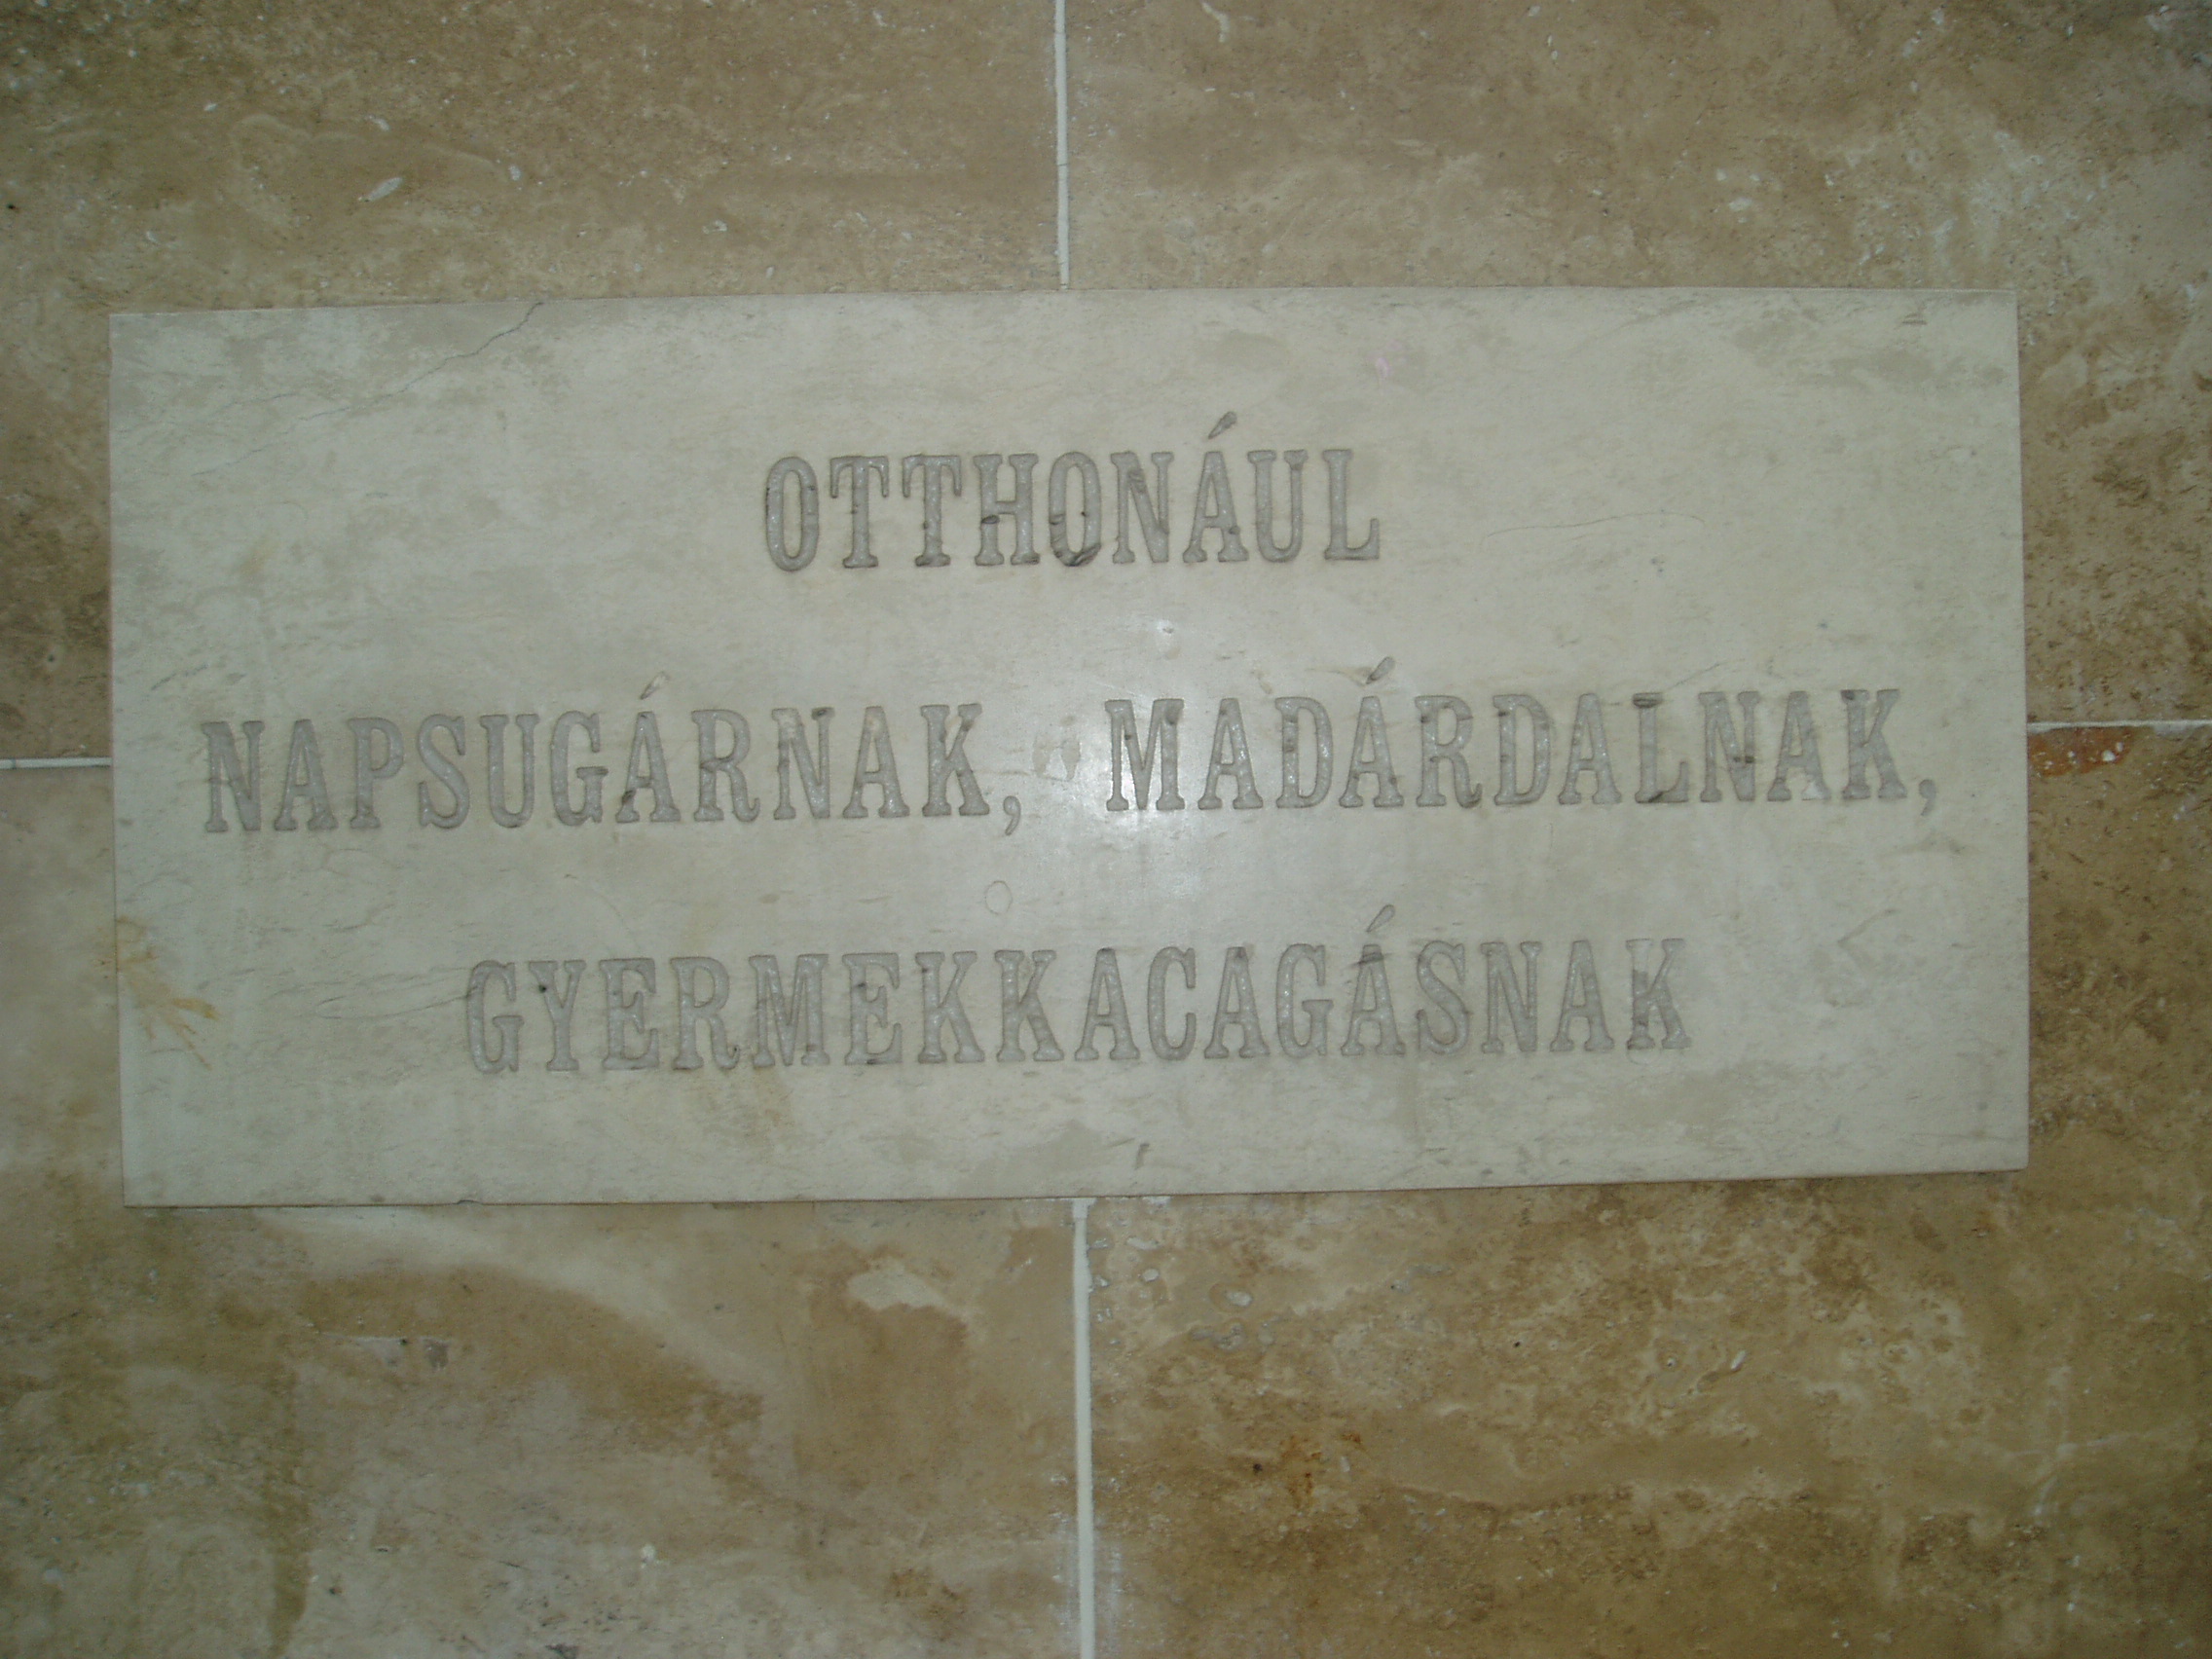 OTTHONÁUL
NAPSUGÁRNAK, MADÁRDALNAK,
GYERMEKKACAGÁSNAK